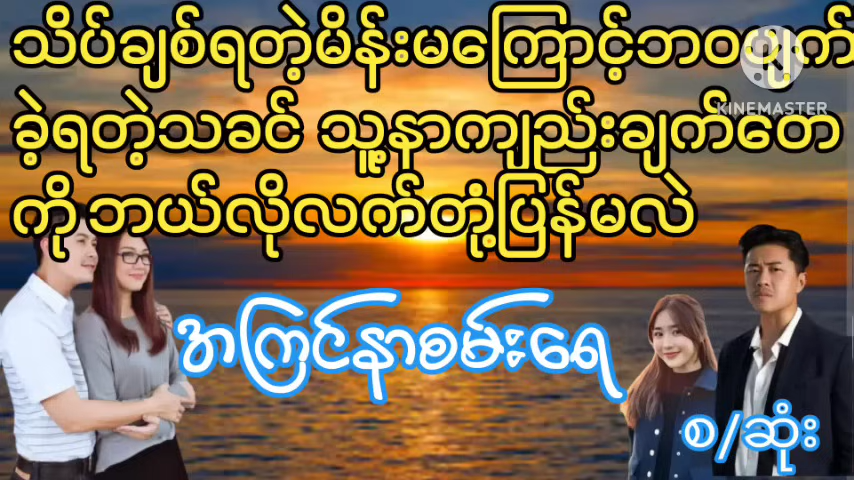 သိပ်ချစ်ရတဲ့မိန်းမကြောင့်ဘဝပျက်
KINEMASTER
ခဲ့ရတဲ့သခင် သူ့နာကျည်းချက်တေ
ကိုဘယ်လိုလက်တုံ့ပြန်မလဲ
အကြင်နာစမ်းရေ
စ/ဆုံး